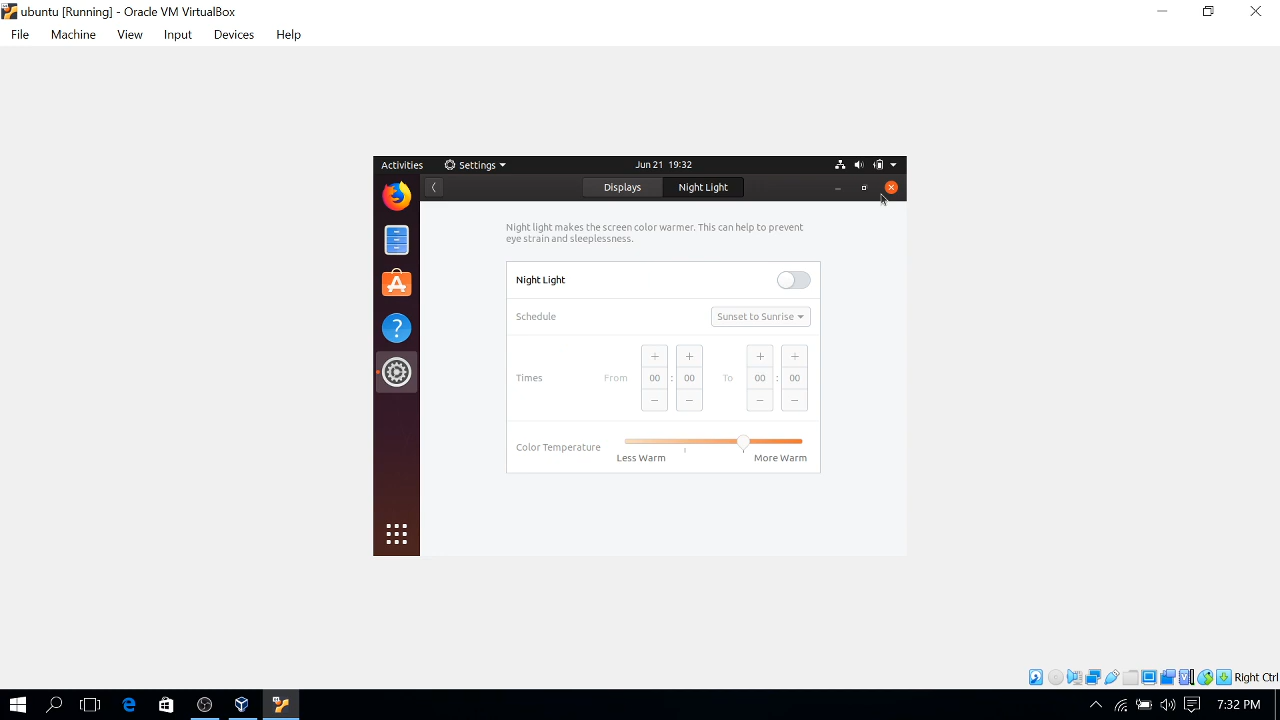 ubuntu [Running] - Oracle VM VirtualBox
File Machine View Input Devices Help
Activities Settings Jun 21 19:32
Displays Night Light
Night light makes the screen color warmer. This can help to prevent
eye strain and sleeplessness.
Night Light
Schedule Sunset to Sunrise
+ + + +
Times From 00 : 00 To 00 : 00
− − − −
Color Temperature
Less Warm More Warm
Right Ctrl
7:32 PM